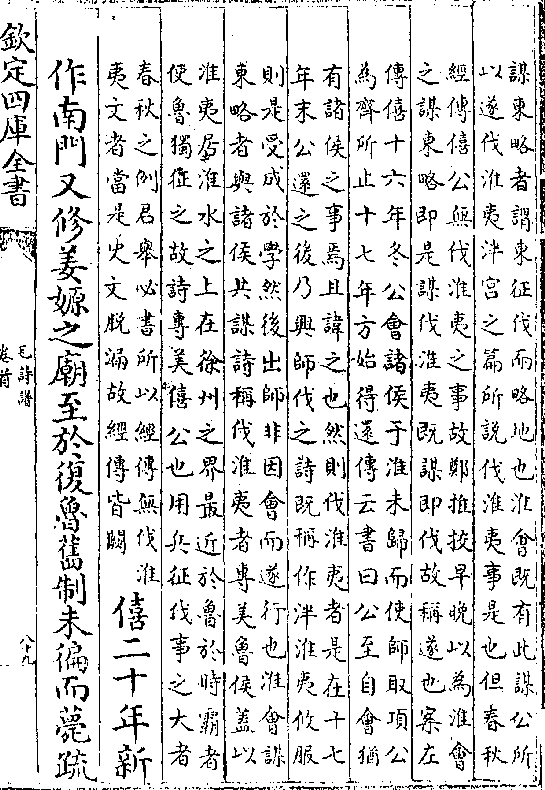 謀東略者謂東征伐而略地也淮會既有此謀公所
以遂伐淮夷泮宮之篇所說伐淮夷事是也但春秋
經傳僖公無伐淮夷之事故鄭推挍早晚以為淮會
之謀東略即是謀伐淮夷既謀即伐故稱遂也案左
傳僖十六年冬公會諸侯于淮未歸而使師取項公
為齊所止十七年方始得還傳云書曰公至自會猶
有諸侯之事焉且諱之也然則伐淮夷者是在十七
年末公還之後乃興師伐之詩既稱作泮淮夷攸服
則是受成於學然後出師非因會而遂行也淮會謀
東略者與諸侯共謀詩稱伐淮夷者專美魯侯蓋以
淮夷居淮水之上在徐州之界最近於魯於時霸者
使魯獨征之故詩專美僖公也用兵征伐事之大者
春秋之例君舉必書所以經傳無伐淮
夷文者當是史文脱漏故經傳皆闕
僖二十年新
作南門又修姜嫄之廟至於復魯舊制未徧而薨疏
欽定四庫全書
毛詩譜
卷首
八十九